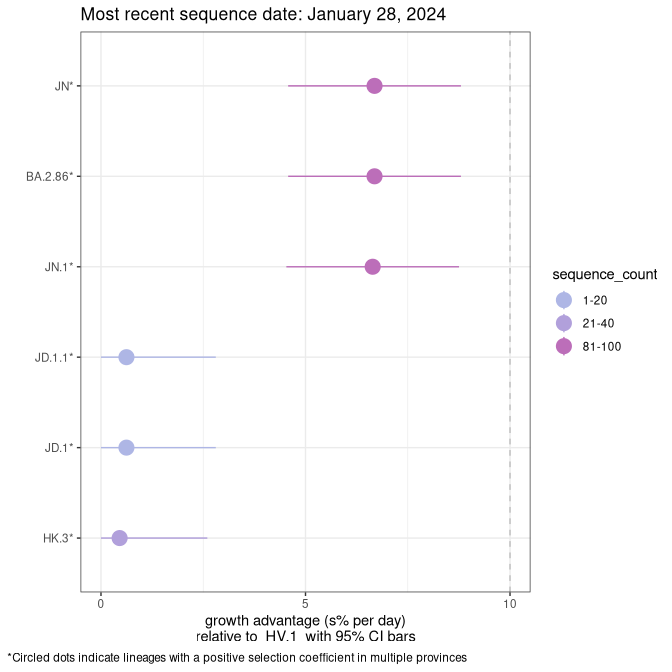 Most recent sequence date: January 28, 2024
JN*
BA.2.86*
JN.1*
JD.1.1*
JD.1*
HK.3*
0 5 10
growth advantage (s% per day)
relative to HV.1 with 95% CI bars
sequence_count
1-20
21-40
81-100
*Circled dots indicate lineages with a positive selection coefficient in multiple provinces